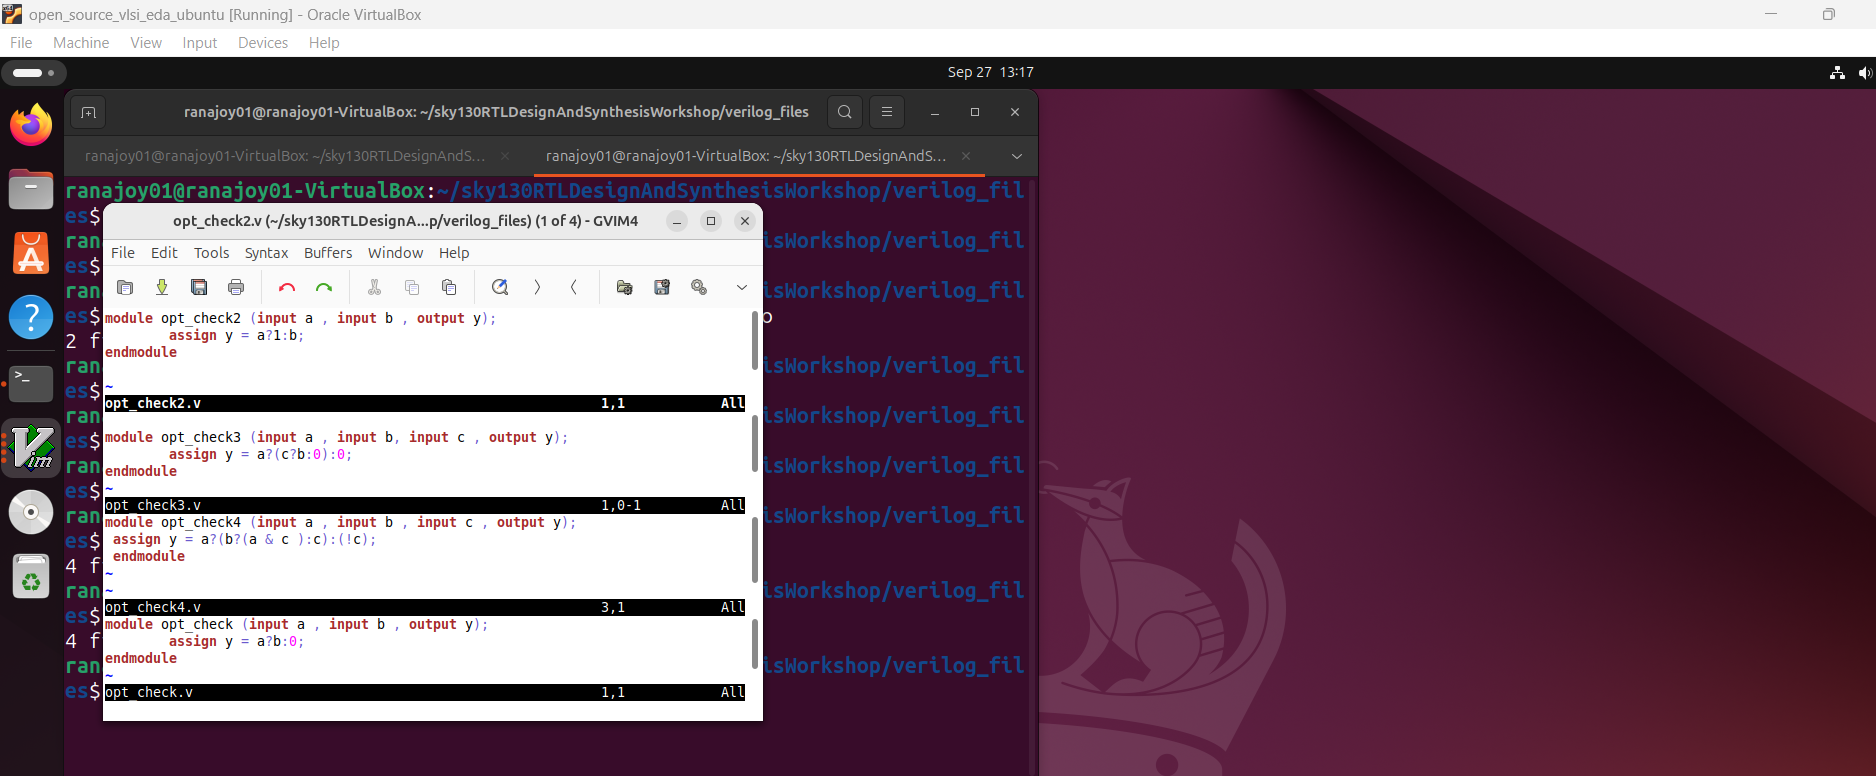 open_source_vlsi_eda_ubuntu [Running] - Oracle VirtualBox
File Machine View Input Devices Help
Sep 27 13:17
ranajoy01@ranajoy01-VirtualBox: ~/sky130RTLDesignAndSynthesisWorkshop/verilog_files
ranajoy01@ranajoy01-VirtualBox: ~/sky130RTLDesignAndS...
ranajoy01@ranajoy01-VirtualBox: ~/sky130RTLDesignAndS...
ranajoy01@ranajoy01-VirtualBox:~/sky130RTLDesignAndSynthesisWorkshop/verilog_fil
es$
ran isWorkshop/verilog_fil
es$
ran isWorkshop/verilog_fil
es$ o
2 f
ran isWorkshop/verilog_fil
es$
ran isWorkshop/verilog_fil
es$
ran isWorkshop/verilog_fil
es$
ran isWorkshop/verilog_fil
es$
4 f
ran isWorkshop/verilog_fil
es$
4 f
ran isWorkshop/verilog_fil
es$
opt_check2.v (~/sky130RTLDesignA...p/verilog_files) (1 of 4) - GVIM4
File Edit Tools Syntax Buffers Window Help
module opt_check2 (input a , input b , output y);
assign y = a?1:b;
endmodule
~
opt_check2.v 1,1 All
module opt_check3 (input a , input b, input c , output y);
assign y = a?(c?b:0):0;
endmodule
~
opt_check3.v 1,0-1 All
module opt_check4 (input a , input b , input c , output y);
assign y = a?(b?(a & c ):c):(!c);
endmodule
~
~
opt_check4.v 3,1 All
module opt_check (input a , input b , output y);
assign y = a?b:0;
endmodule
~
opt_check.v 1,1 All